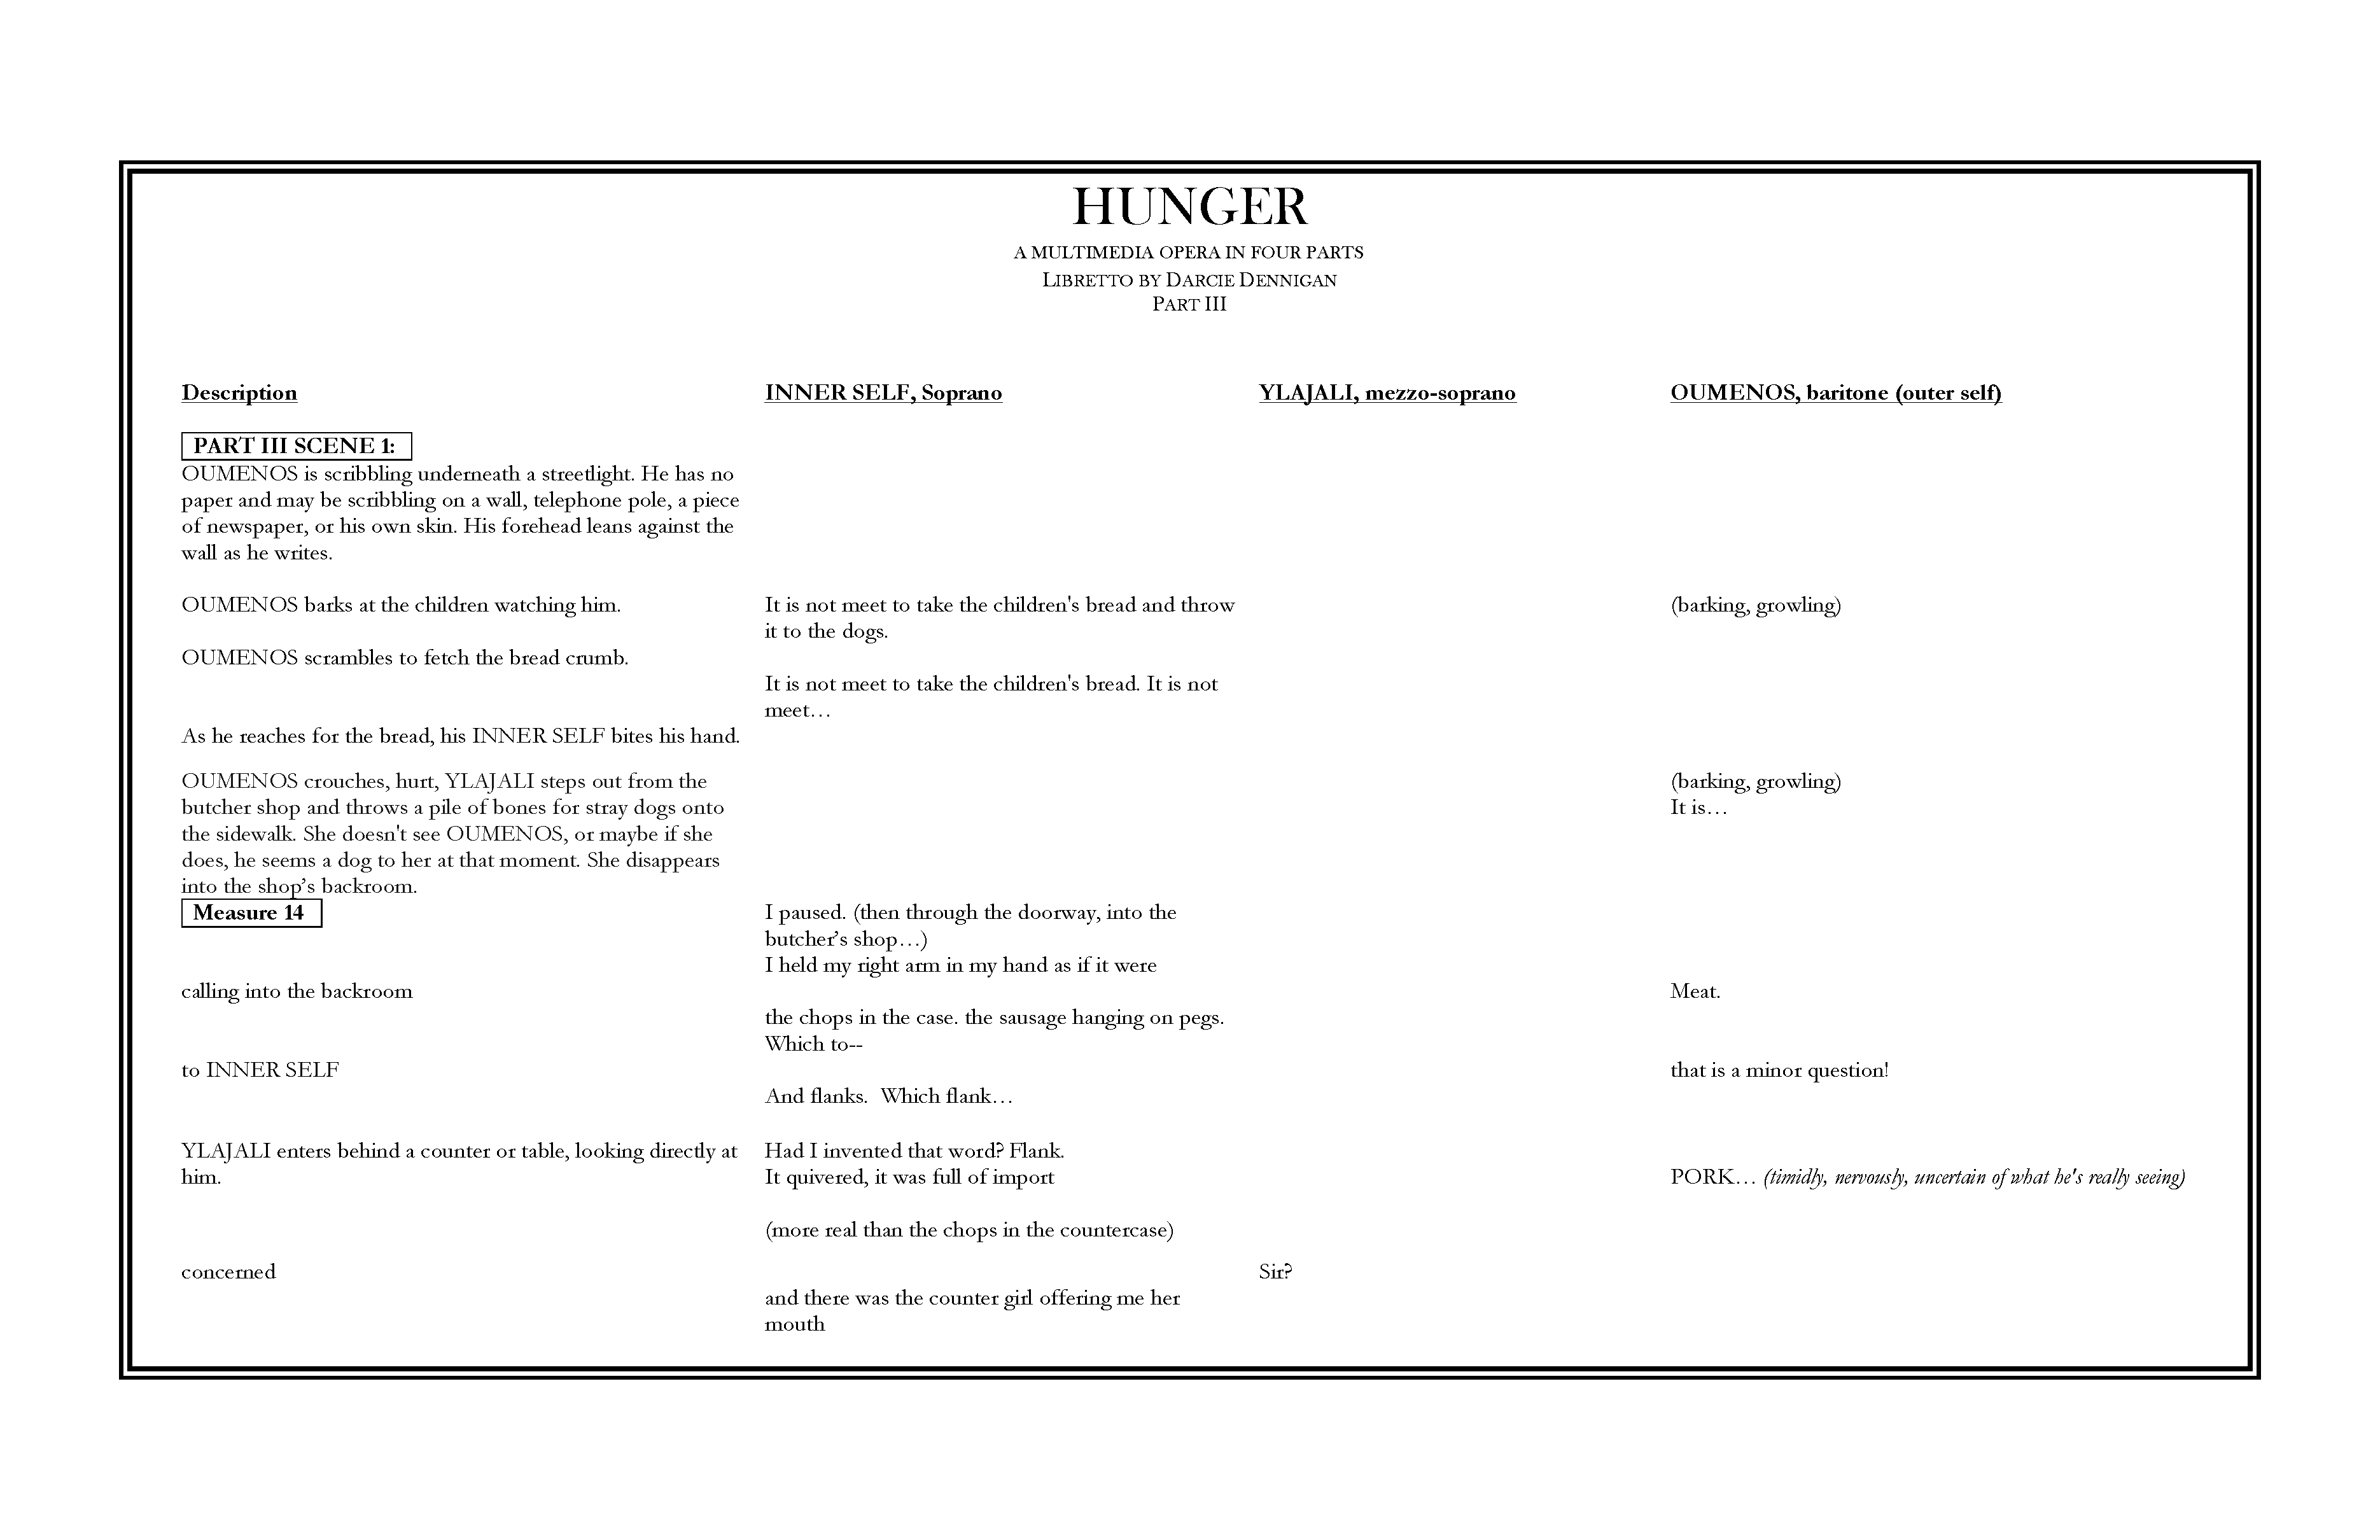 HUNGER
A MULTIMEDIA OPERA IN FOUR PARTS
LIBRETTO BY DARCIE DENNIGAN
PART III
Description
INNER SELF, Soprano
YLAJALI, mezzo-soprano
OUMENOS, baritone (outer self)
PART III SCENE 1:
OUMENOS is scribbling underneath a streetlight. He has no
paper and may be scribbling on a wall, telephone pole, a piece
of newspaper, or his own skin. His forehead leans against the
wall as he writes.
OUMENOS barks at the children watching him.
It is not meet to take the children's bread and throw
it to the dogs.
(barking, growling)
OUMENOS scrambles to fetch the bread crumb.
It is not meet to take the children's bread. It is not
meet…
As he reaches for the bread, his INNER SELF bites his hand.
OUMENOS crouches, hurt, YLAJALI steps out from the
butcher shop and throws a pile of bones for stray dogs onto
the sidewalk. She doesn't see OUMENOS, or maybe if she
does, he seems a dog to her at that moment. She disappears
into the shop’s backroom.
(barking, growling)
It is…
Measure 14
I paused. (then through the doorway, into the
butcher’s shop…)
I held my right arm in my hand as if it were
calling into the backroom
Meat.
the chops in the case. the sausage hanging on pegs.
Which to--
to INNER SELF
that is a minor question!
And flanks.  Which flank…
YLAJALI enters behind a counter or table, looking directly at
him.
Had I invented that word? Flank.
It quivered, it was full of import
PORK… (timidly, nervously, uncertain of what he's really seeing)
(more real than the chops in the countercase)
concerned
Sir?
and there was the counter girl offering me her
mouth